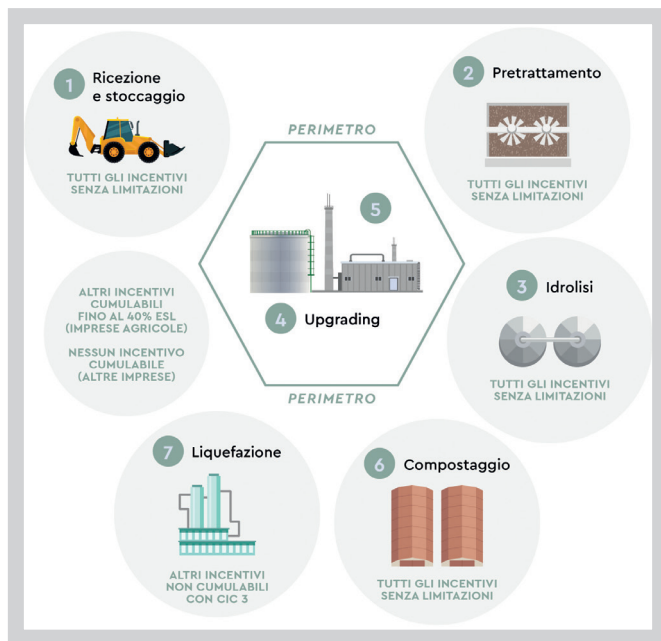 1
Ricezione
e stoccaggio
TUTTI GLI INCENTIVI
SENZA LIMITAZIONI
2
Pretrattamento
TUTTI GLI INCENTIVI
SENZA LIMITAZIONI
PERIMETRO
5
4
Upgrading
PERIMETRO
3
Idrolisi
TUTTI GLI INCENTIVI
SENZA LIMITAZIONI
ALTRI INCENTIVI
CUMULABILI
FINO AL 40% ESL
(IMPRESE AGRICOLE)
NESSUN INCENTIVO
CUMULABILE
(ALTRE IMPRESE)
7
Liquefazione
ALTRI INCENTIVI
NON CUMULABILI
CON CIC 3
6
Compostaggio
TUTTI GLI INCENTIVI
SENZA LIMITAZIONI